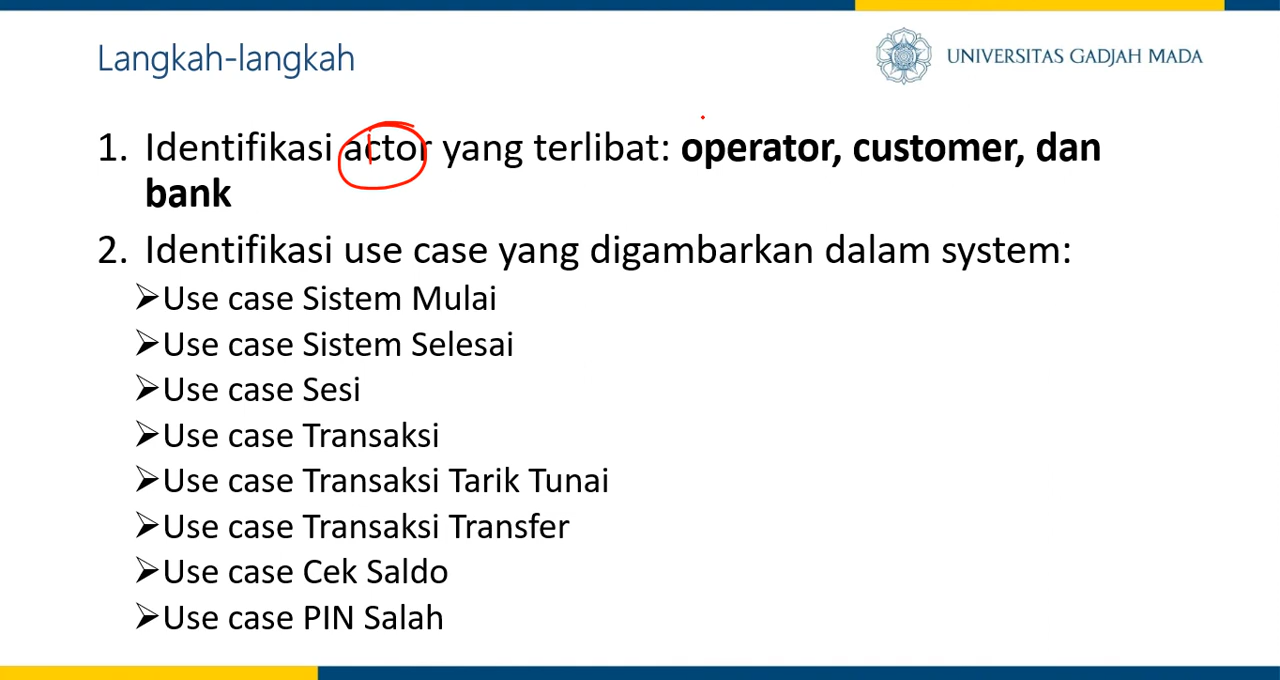 Langkah-langkah
UNIVERSITAS GADJAH MADA
1. Identifikasi actor yang terlibat: operator, customer, dan
bank
2. Identifikasi use case yang digambarkan dalam system:
➢Use case Sistem Mulai
➢Use case Sistem Selesai
➢Use case Sesi
➢Use case Transaksi
➢Use case Transaksi Tarik Tunai
➢Use case Transaksi Transfer
➢Use case Cek Saldo
➢Use case PIN Salah